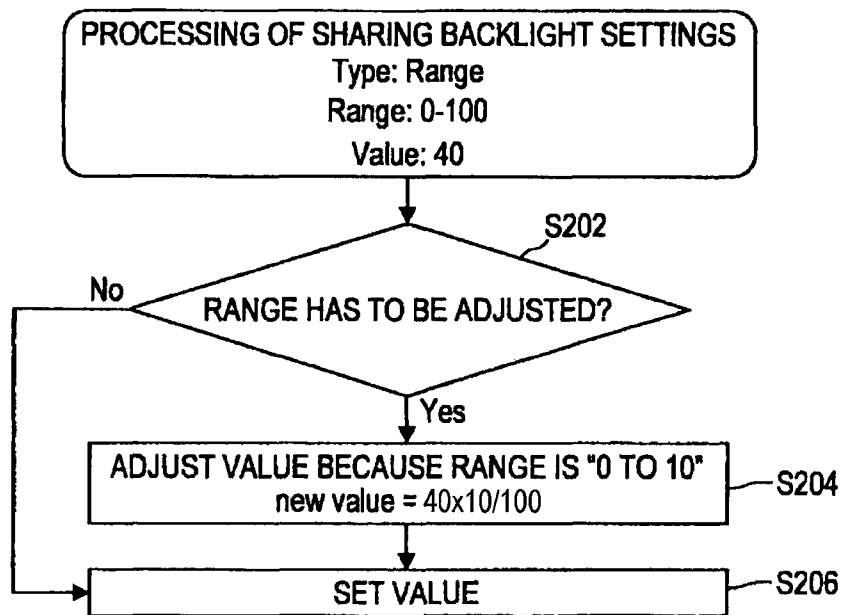 PROCESSING OF SHARING BACKLIGHT SETTINGS
Type: Range
Range: 0-100
Value: 40
S202
No
RANGE HAS TO BE ADJUSTED?
Yes
ADJUST VALUE BECAUSE RANGE IS "0 TO 10"
new value = 40x10/100
S204
SET VALUE
S206